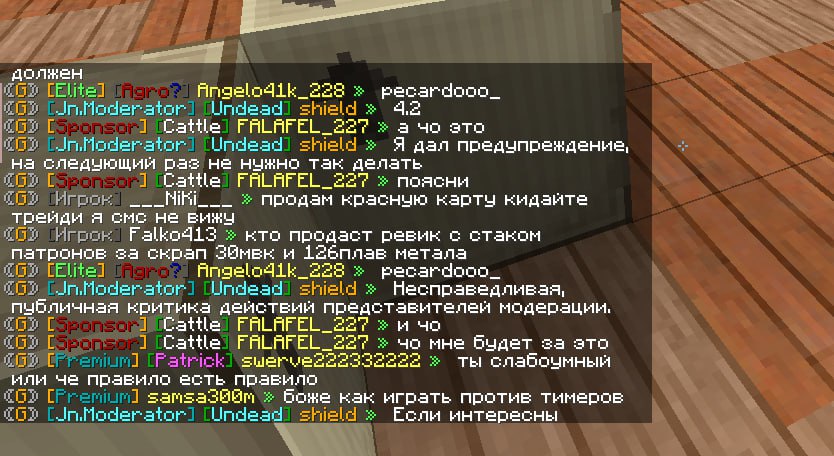 должен
(G) [Elite] [Agro?] Angelo41k_228 » pecardooo_
(G) [Jn.Moderator] [Undead] shield » 4.2
(G) [Sponsor] [Cattle] FALAFEL_227 » а чо это
(G) [Jn.Moderator] [Undead] shield » Я дал предупреждение,
на следующий раз не нужно так делать
(G) [Sponsor] [Cattle] FALAFEL_227 » поясни
(G) [Игрок] ___NiKi___ » продам красную карту кидайте
трейди я смс не вижу
(G) [Игрок] Falko413 » кто продаст ревик с стаком
патронов за скрап 30мвк и 126плав метала
(G) [Elite] [Agro?] Angelo41k_228 » pecardooo_
(G) [Jn.Moderator] [Undead] shield » Несправедливая,
публичная критика действий представителей модерации.
(G) [Sponsor] [Cattle] FALAFEL_227 » и чо
(G) [Sponsor] [Cattle] FALAFEL_227 » чо мне будет за это
(G) [Premium] [Patrick] swerve222332222 » ты слабоумный
или че правило есть правило
(G) [Premium] samsa300m » боже как играть против тимеров
(G) [Jn.Moderator] [Undead] shield » Если интересны